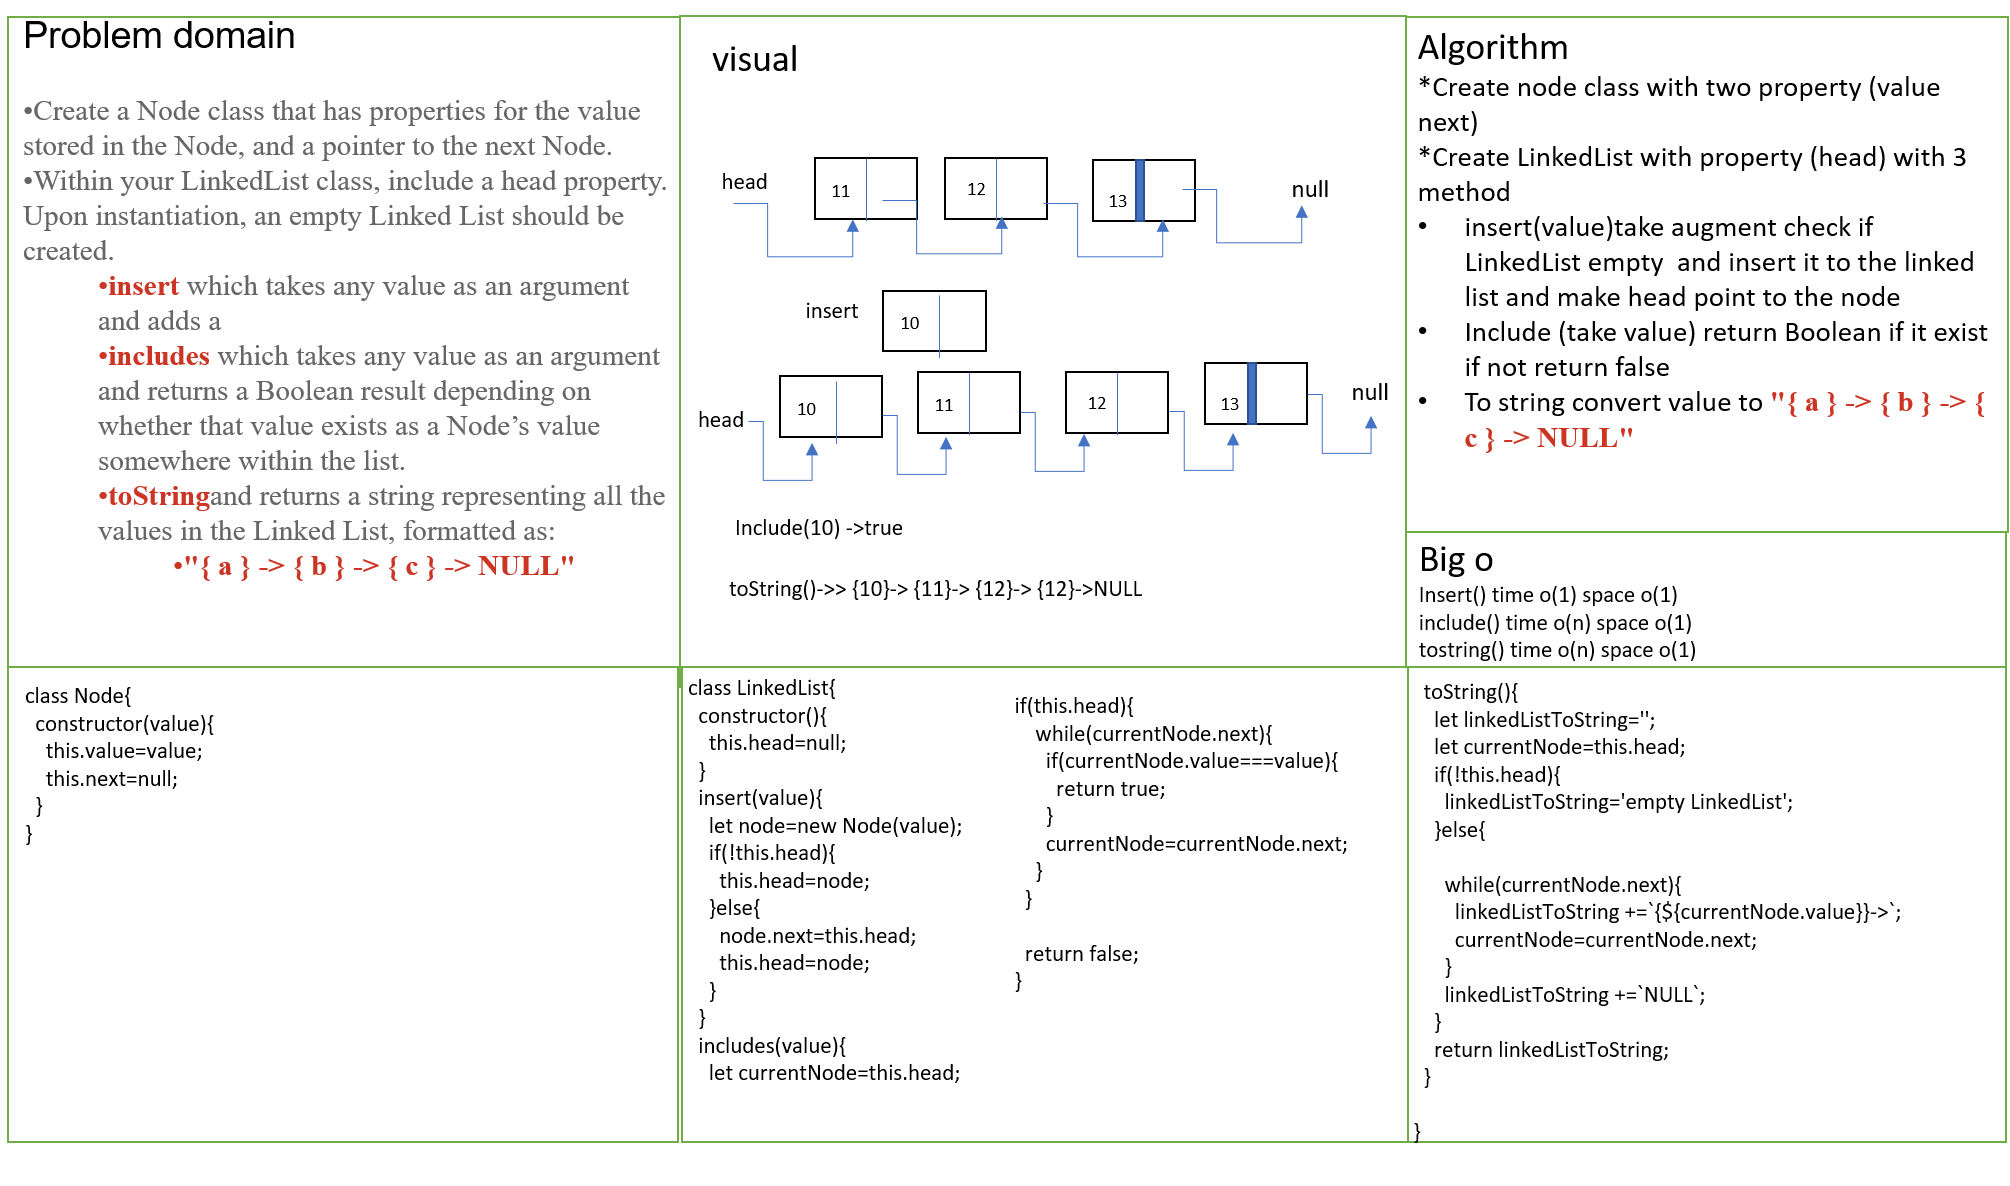 Problem domain
•Create a Node class that has properties for the value
stored in the Node, and a pointer to the next Node.
•Within your LinkedList class, include a head property.
Upon instantiation, an empty Linked List should be
created.
•insert which takes any value as an argument
and adds a
•includes which takes any value as an argument
and returns a Boolean result depending on
whether that value exists as a Node’s value
somewhere within the list.
•toStringand returns a string representing all the
values in the Linked List, formatted as:
•"{ a } -> { b } -> { c } -> NULL"
visual
head
11
12
13
null
insert
10
head
10
11
12
13
null
Include(10) ->true
toString()->> {10}-> {11}-> {12}-> {12}->NULL
Algorithm
*Create node class with two property (value
next)
*Create LinkedList with property (head) with 3
method
• insert(value)take augment check if
LinkedList empty  and insert it to the linked
list and make head point to the node
• Include (take value) return Boolean if it exist
if not return false
• To string convert value to "{ a } -> { b } -> {
c } -> NULL"
Big o
Insert() time o(1) space o(1)
include() time o(n) space o(1)
tostring() time o(n) space o(1)
class Node{
constructor(value){
this.value=value;
this.next=null;
}
}
class LinkedList{
constructor(){
this.head=null;
}
insert(value){
let node=new Node(value);
if(!this.head){
this.head=node;
}else{
node.next=this.head;
this.head=node;
}
}
includes(value){
let currentNode=this.head;
if(this.head){
while(currentNode.next){
if(currentNode.value===value){
return true;
}
currentNode=currentNode.next;
}
}
return false;
}
toString(){
let linkedListToString='';
let currentNode=this.head;
if(!this.head){
linkedListToString='empty LinkedList';
}else{
while(currentNode.next){
linkedListToString +=`{${currentNode.value}}->`;
currentNode=currentNode.next;
}
linkedListToString +=`NULL`;
}
return linkedListToString;
}
}